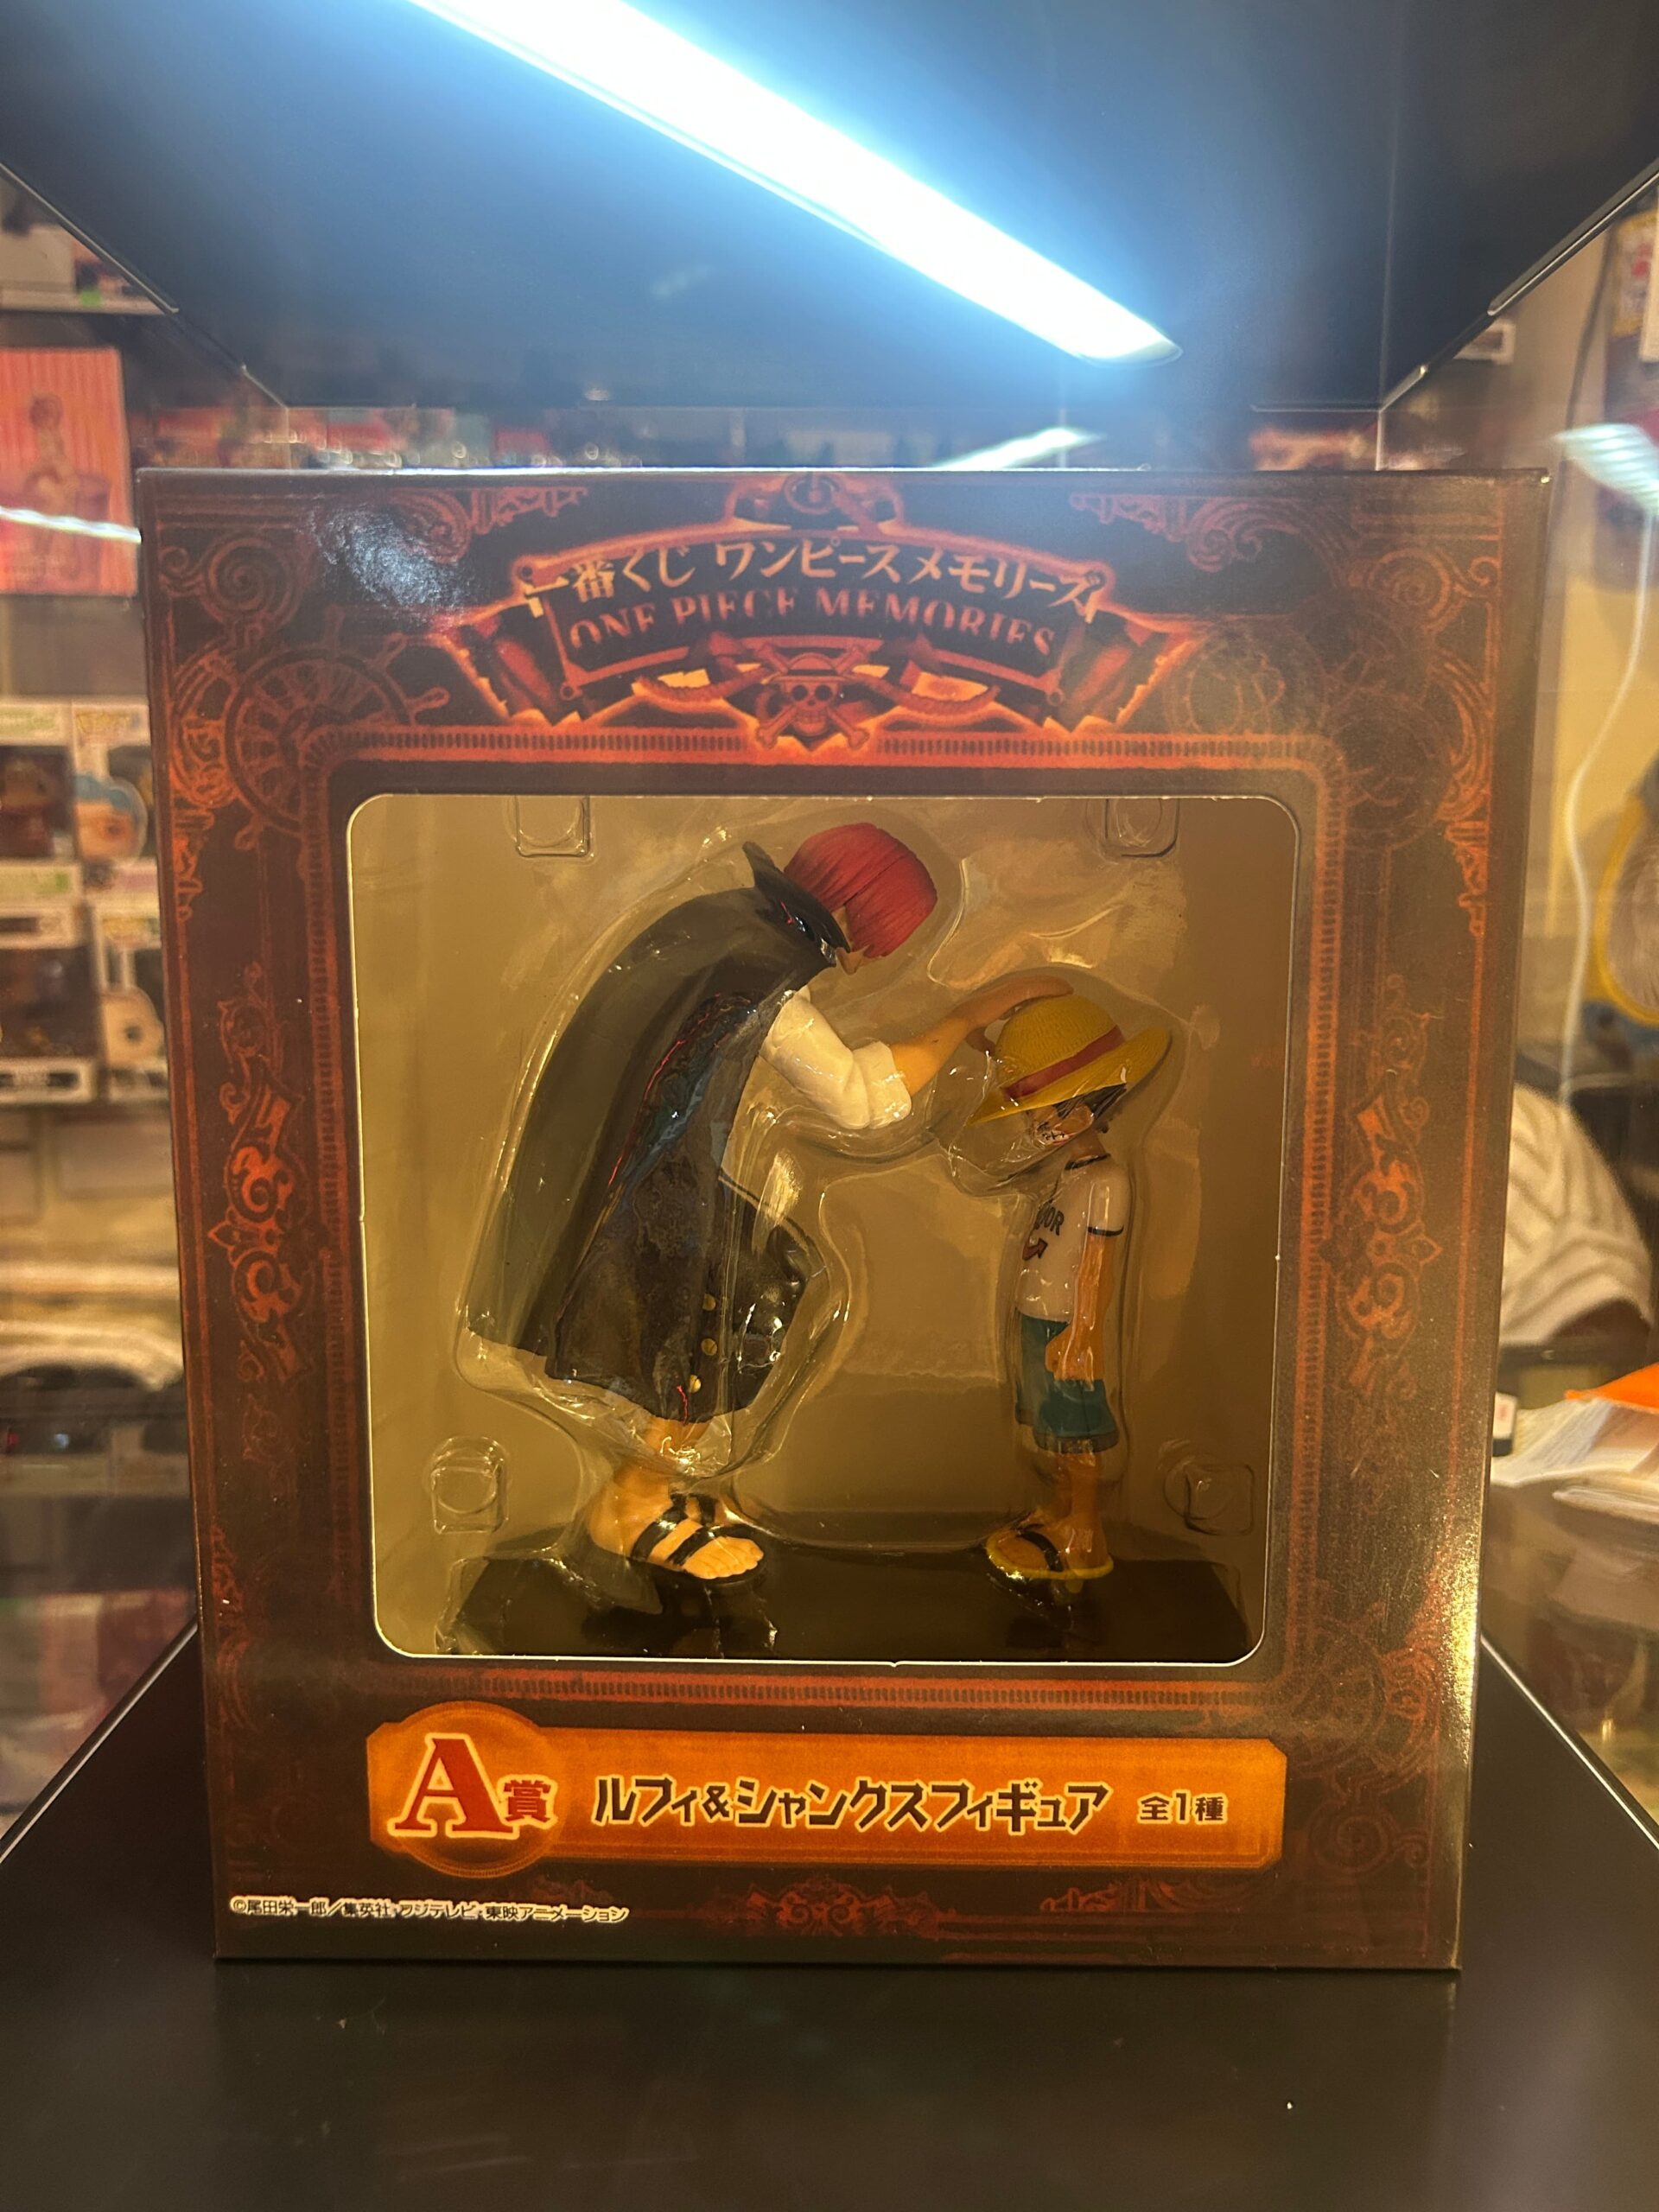 一番くじ ワンピース メモリーズ
ONE PIECE MEMORIES
A賞 ルフィ&シャンクスフィギュア 全1種
©尾田栄一郎／集英社・フジテレビ・東映アニメーション